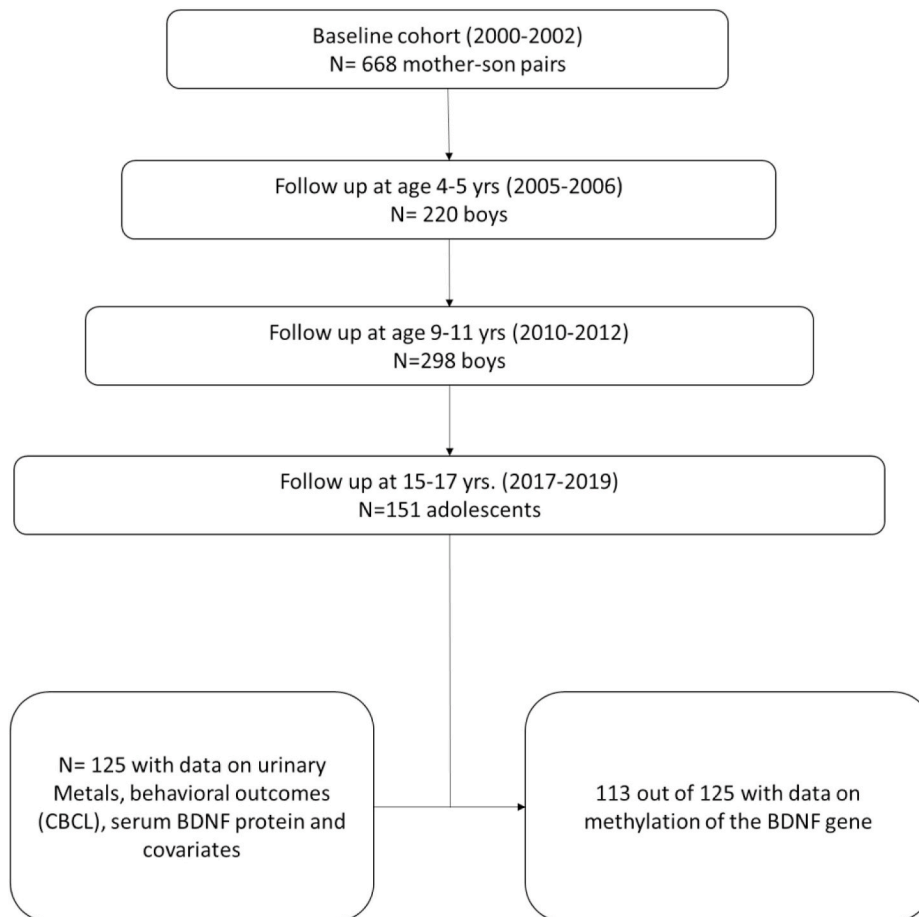 Baseline cohort (2000-2002)
N= 668 mother-son pairs
Follow up at age 4-5 yrs (2005-2006)
N= 220 boys
Follow up at age 9-11 yrs (2010-2012)
N=298 boys
Follow up at 15-17 yrs. (2017-2019)
N=151 adolescents
N= 125 with data on urinary
Metals, behavioral outcomes
(CBCL), serum BDNF protein and
covariates
113 out of 125 with data on
methylation of the BDNF gene